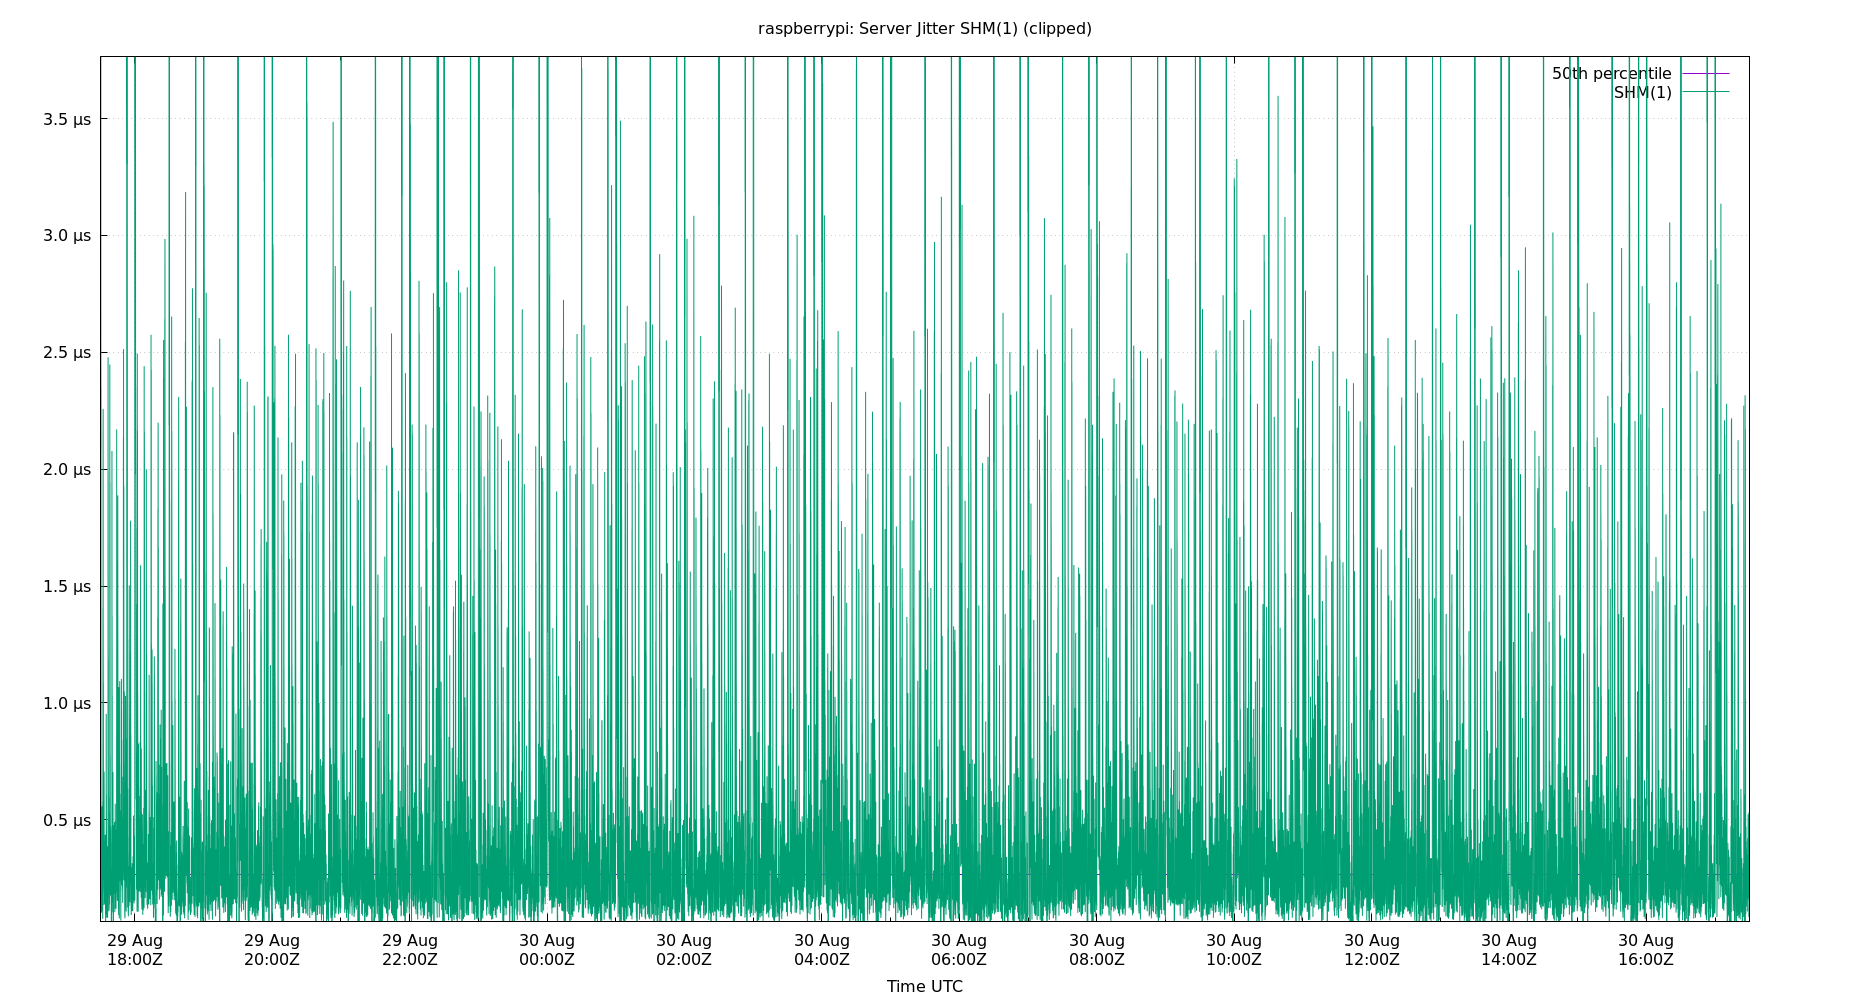 raspberrypi: Server Jitter SHM(1) (clipped)
50th percentile
SHM(1)
3.5 µs
3.0 µs
2.5 µs
2.0 µs
1.5 µs
1.0 µs
0.5 µs
29 Aug 29 Aug 29 Aug 30 Aug 30 Aug 30 Aug 30 Aug 30 Aug 30 Aug 30 Aug 30 Aug 30 Aug
18:00Z 20:00Z 22:00Z 00:00Z 02:00Z 04:00Z 06:00Z 08:00Z 10:00Z 12:00Z 14:00Z 16:00Z
Time UTC